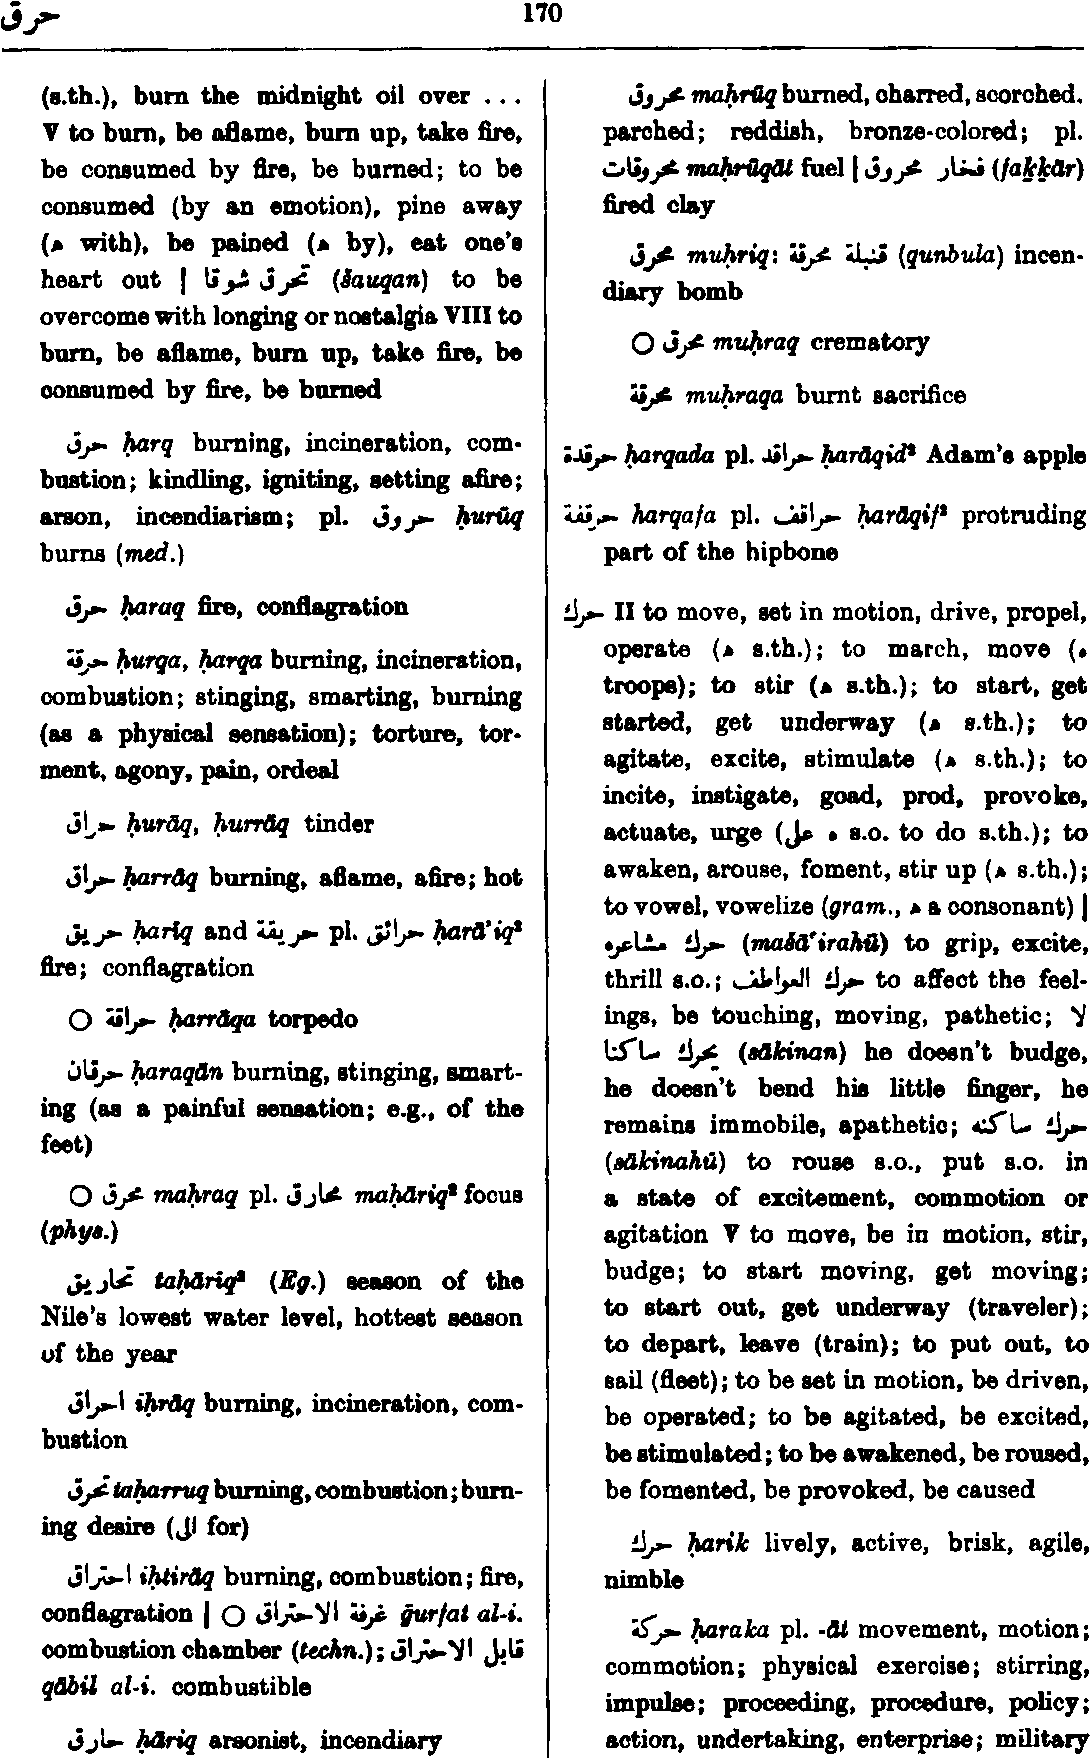 حرق
170
(s.th.), burn the midnight oil over ...
V to burn, be aflame, burn up, take fire,
be consumed by fire, be burned; to be
consumed (by an emotion), pine away
(ه with), be pained (ه by), eat one's
heart out | تحرق شوقا (šauqan) to be
overcome with longing or nostalgia VIII to
burn, be aflame, burn up, take fire, be
consumed by fire, be burned
حرق ḥarq burning, incineration, com-
bustion; kindling, igniting, setting afire;
arson, incendiarism; pl. حروق ḥurūq
burns (med.)
حرق ḥaraq fire, conflagration
حرقة ḥurqa, ḥarqa burning, incineration,
combustion; stinging, smarting, burning
(as a physical sensation); torture, tor-
ment, agony, pain, ordeal
حراق ḥurāq, ḥurrāq tinder
حراق ḥarrāq burning, aflame, afire; hot
حريق ḥarīq and حريقة pl. حرائق ḥarā'iq²
fire; conflagration
○ حراقة ḥarrāqa torpedo
حرقان ḥaraqān burning, stinging, smart-
ing (as a painful sensation; e.g., of the
feet)
○ محرق maḥraq pl. محارق maḥāriq² focus
(phys.)
تحاريق taḥārīq² (Eg.) season of the
Nile's lowest water level, hottest season
of the year
احراق iḥrāq burning, incineration, com-
bustion
تحرق taḥarruq burning, combustion; burn-
ing desire (الى for)
احتراق iḥtirāq burning, combustion; fire,
conflagration | ○ غرفة الاحتراق ḡurfat al-i.
combustion chamber (techn.); قابل الاحتراق
qābil al-i. combustible
حارق ḥāriq arsonist, incendiary
محروق maḥrūq burned, charred, scorched,
parched; reddish, bronze-colored; pl.
محروقات maḥrūqāt fuel | فخار محروق (faḵḵār)
fired clay
محرق muḥriq: قنبلة محرقة (qunbula) incen-
diary bomb
○ محرق muḥraq crematory
محرقة muḥraqa burnt sacrifice
حرقدة ḥarqada pl. حراقد ḥarāqid² Adam's apple
حرقفة ḥarqafa pl. حراقف ḥarāqif² protruding
part of the hipbone
حرك II to move, set in motion, drive, propel,
operate (ه s.th.); to march, move (ه
troops); to stir (ه s.th.); to start, get
started, get underway (ه s.th.); to
agitate, excite, stimulate (ه s.th.); to
incite, instigate, goad, prod, provoke,
actuate, urge (على ه s.o. to do s.th.); to
awaken, arouse, foment, stir up (ه s.th.);
to vowel, vowelize (gram., ه a consonant) |
حرك مشاعره (mašā‘irahū) to grip, excite,
thrill s.o.; حرك العواطف to affect the feel-
ings, be touching, moving, pathetic; لا
يحرك ساكنا (sākinan) he doesn't budge,
he doesn't bend his little finger, he
remains immobile, apathetic; حرك ساكنه
(sākinahū) to rouse s.o., put s.o. in
a state of excitement, commotion or
agitation V to move, be in motion, stir,
budge; to start moving, get moving;
to start out, get underway (traveler);
to depart, leave (train); to put out, to
sail (fleet); to be set in motion, be driven,
be operated; to be agitated, be excited,
be stimulated; to be awakened, be roused,
be fomented, be provoked, be caused
حرك ḥarik lively, active, brisk, agile,
nimble
حركة ḥaraka pl. -āt movement, motion;
commotion; physical exercise; stirring,
impulse; proceeding, procedure, policy;
action, undertaking, enterprise; military